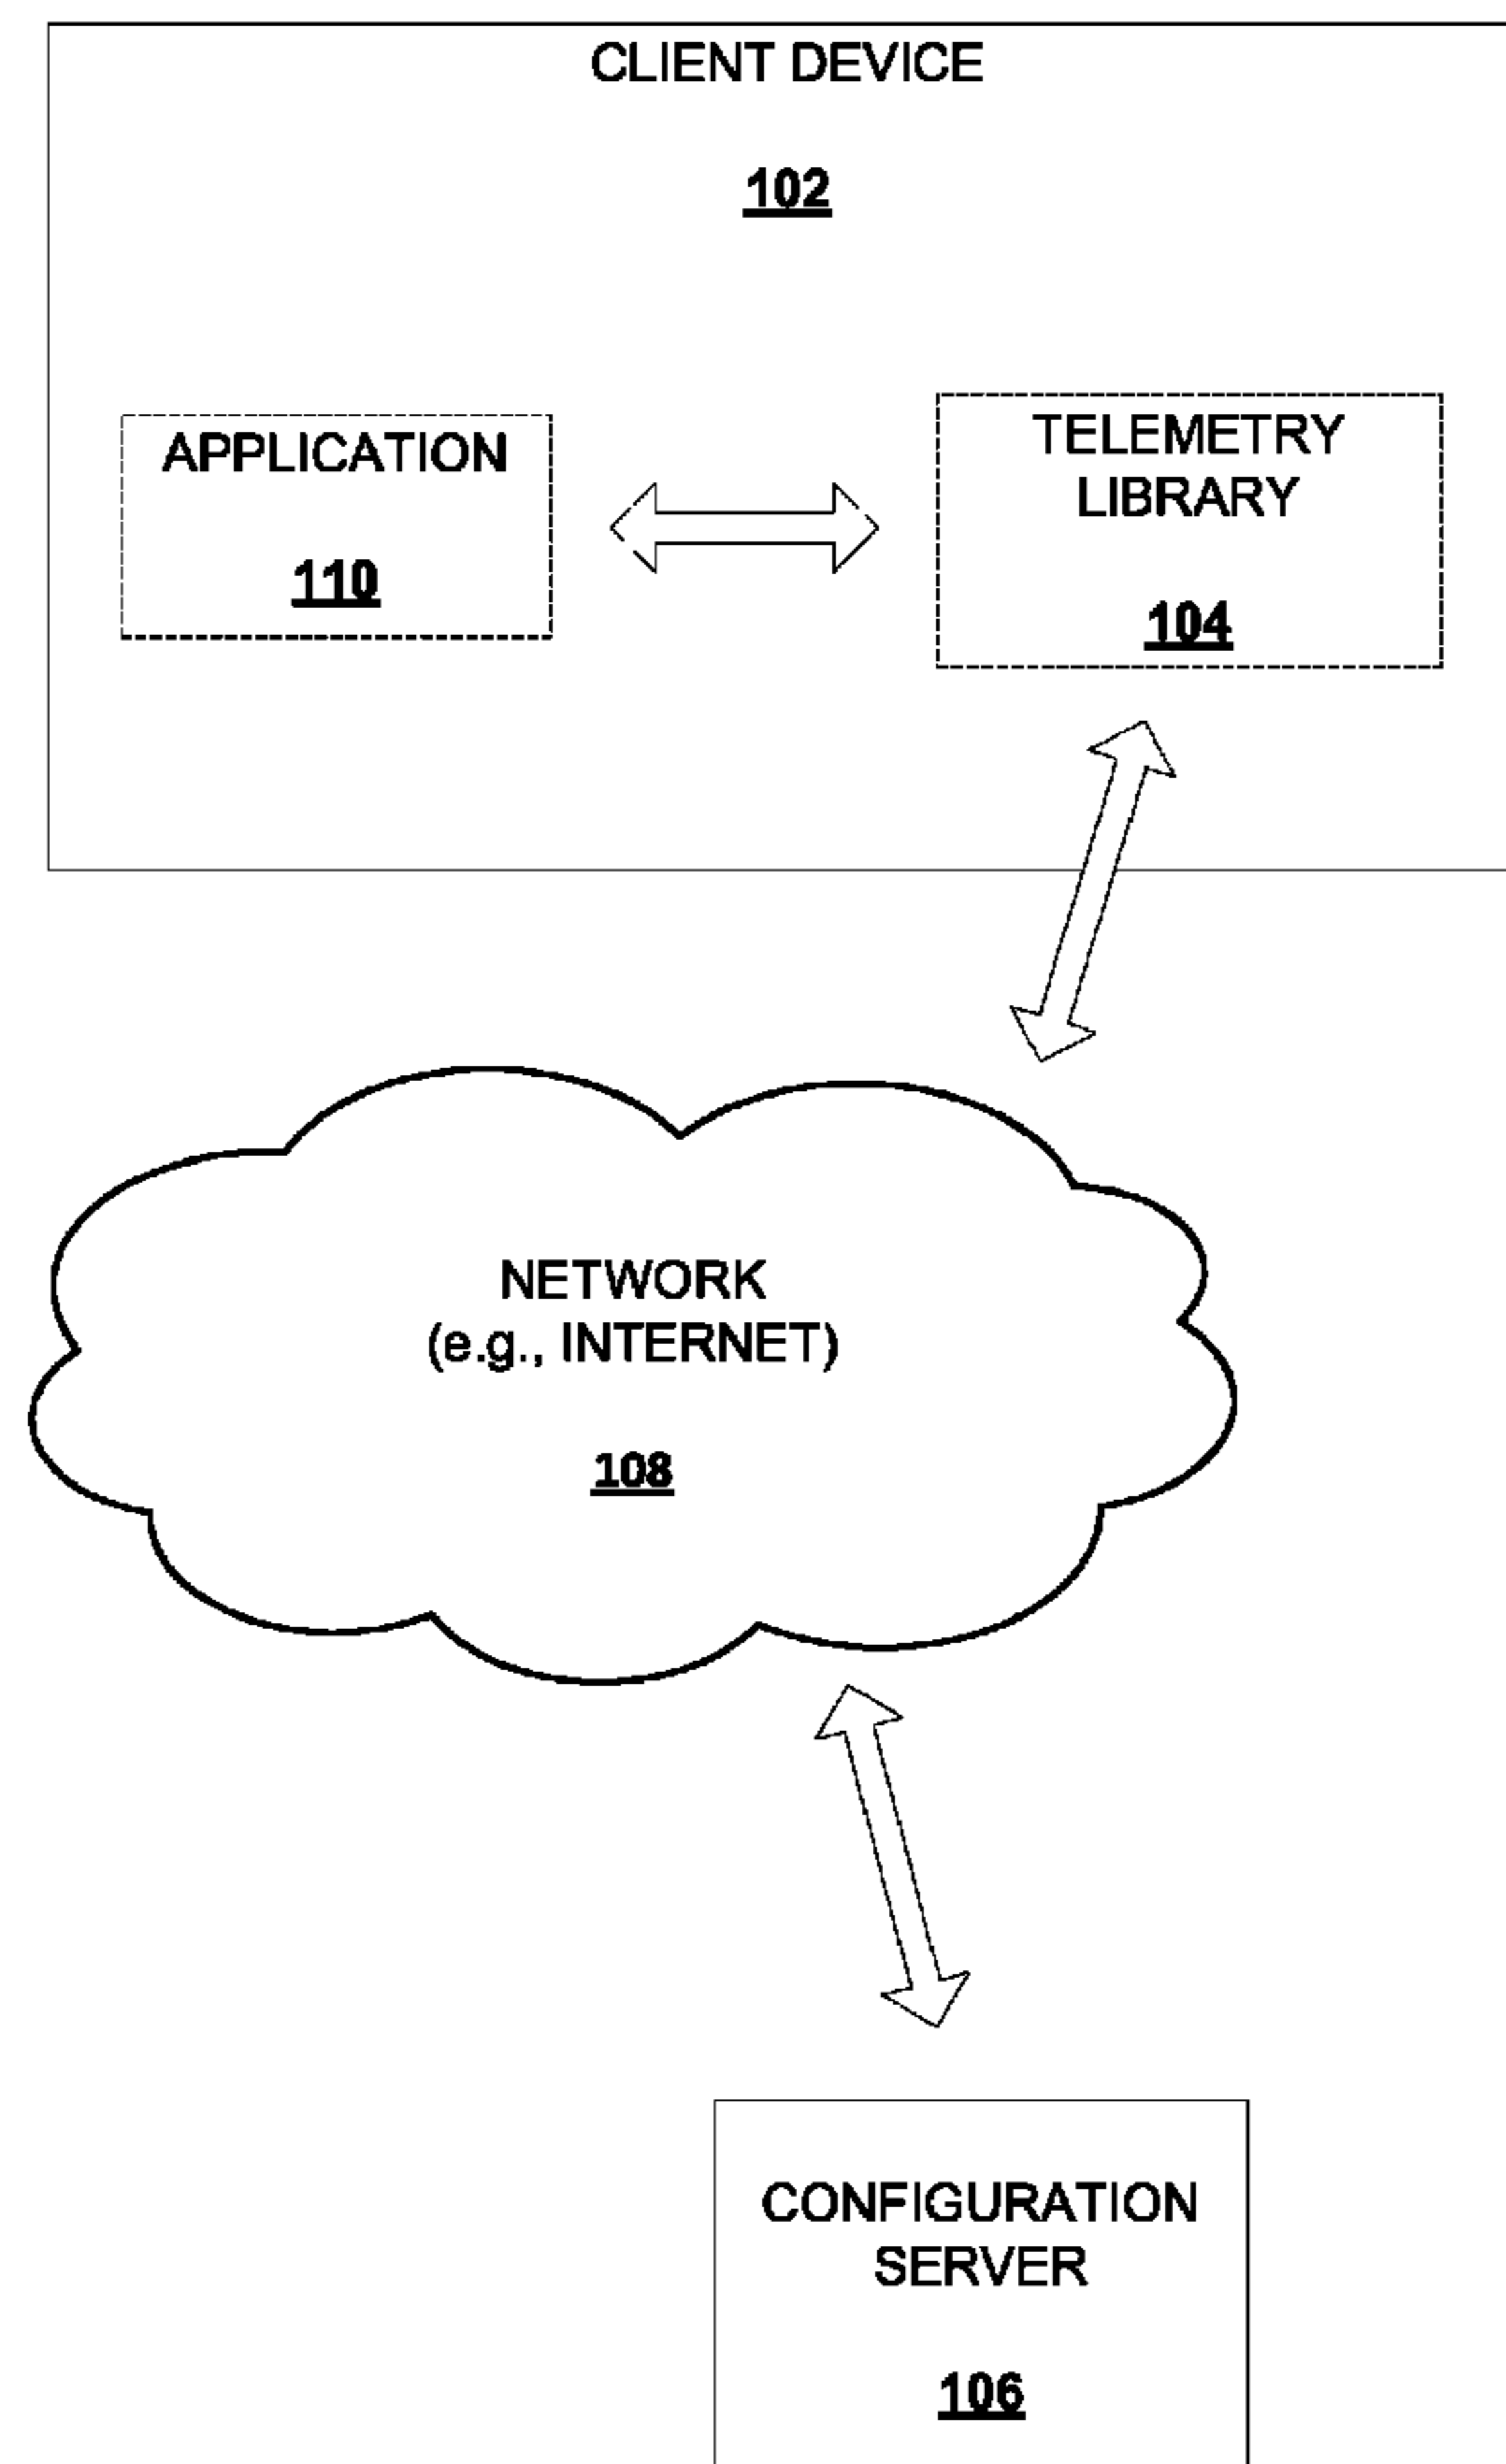 CLIENT DEVICE
102
APPLICATION
110
TELEMETRY
LIBRARY
104
NETWORK
(e.g., INTERNET)
108
CONFIGURATION
SERVER
106